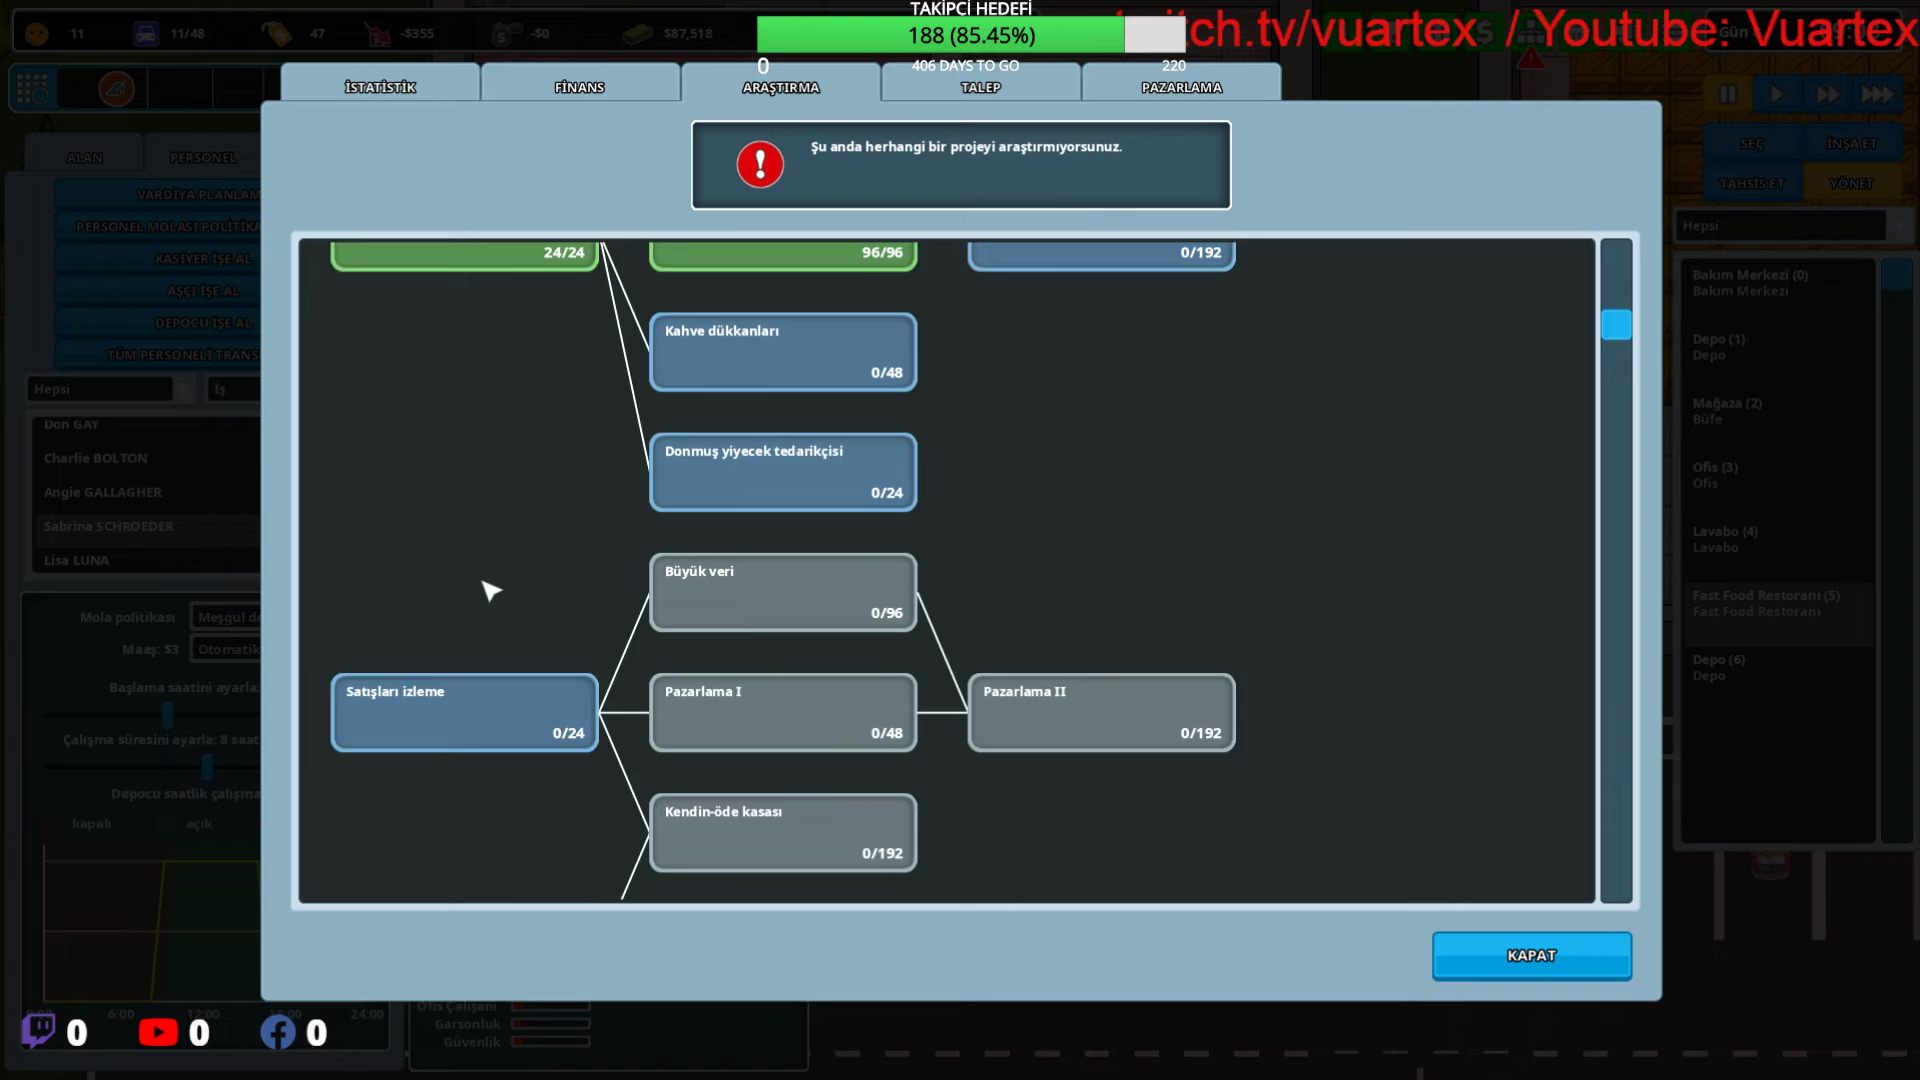 TAKİPCİ HEDEFİ
11
11/48
47
-$355
-$0
$87,518
188 (85.45%)
tch.tv/vuartex / Youtube: Vuartex
0
406 DAYS TO GO
220
İSTATİSTİK
FİNANS
ARAŞTIRMA
TALEP
PAZARLAMA
Şu anda herhangi bir projeyi araştırmıyorsunuz.
ALAN
PERSONEL
SEÇ
İNŞA ET
TAHSİS ET
YÖNET
VARDİYA PLANLAM
PERSONEL MOLASI POLİTİKA
KASİYER İŞE AL
AŞÇI İŞE AL
DEPOCU İŞE AL
TÜM PERSONELİ TRANS
Hepsi
İş
Don GAY
Charlie BOLTON
Angie GALLAGHER
Sabrina SCHROEDER
Lisa LUNA
Mola politikası
Meşgul de
Maaş: $3
Otomatik
Başlama saatini ayarla:
Çalışma süresini ayarla: 8 saat
Depocu saatlik çalışma
kapalı
açık
6:00
12:00
18:00
24:00
24/24
96/96
0/192
Kahve dükkanları
0/48
Donmuş yiyecek tedarikçisi
0/24
Büyük veri
0/96
Satışları izleme
0/24
Pazarlama I
0/48
Pazarlama II
0/192
Kendin-öde kasası
0/192
KAPAT
Hepsi
Bakım Merkezi (0)
Bakım Merkezi
Depo (1)
Depo
Mağaza (2)
Büfe
Ofis (3)
Ofis
Lavabo (4)
Lavabo
Fast Food Restoranı (5)
Fast Food Restoranı
Depo (6)
Depo
Ofis Çalışanı
Garsonluk
Güvenlik
0
0
0